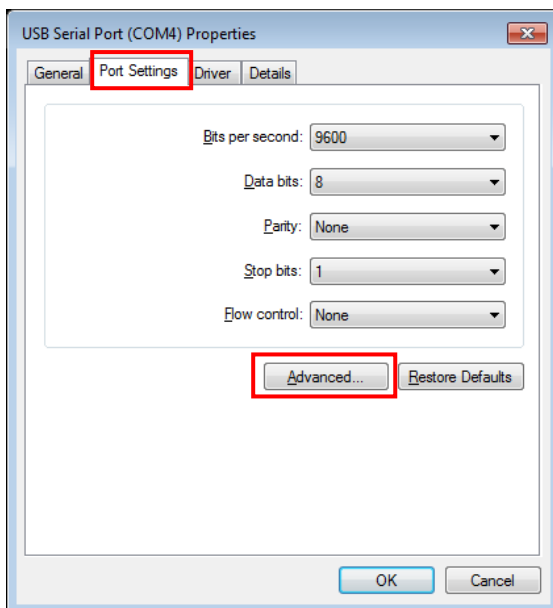 USB Serial Port (COM4) Properties
General Port Settings Driver Details
Bits per second: 9600
Data bits: 8
Parity: None
Stop bits: 1
Flow control: None
Advanced... Restore Defaults
OK Cancel